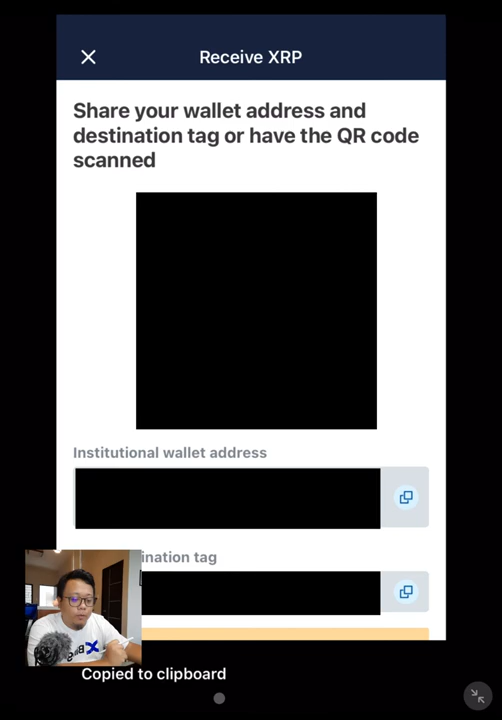 Receive XRP
Share your wallet address and
destination tag or have the QR code
scanned
Institutional wallet address
ination tag
Copied to clipboard